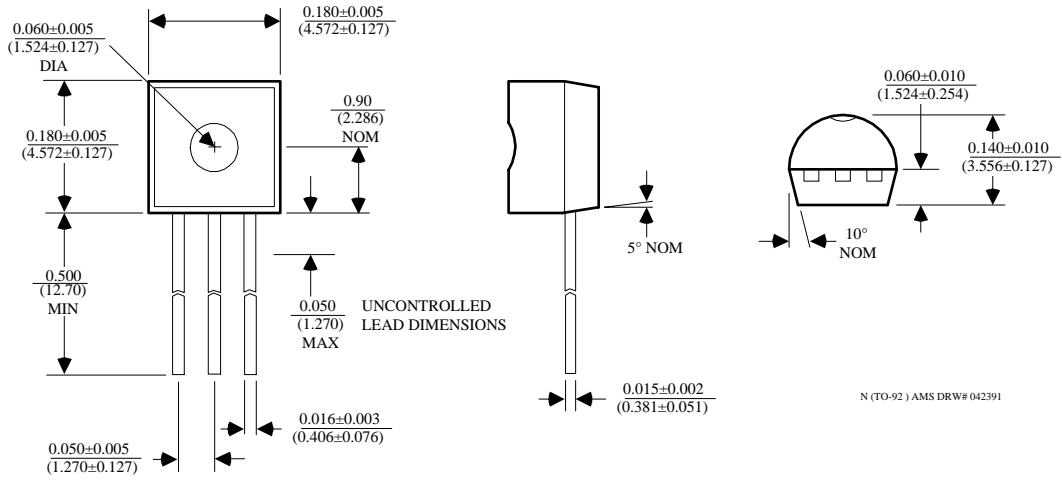 0.060±0.005
(1.524±0.127)
DIA
0.180±0.005
(4.572±0.127)
0.180±0.005
(4.572±0.127)
0.90
(2.286)
NOM
0.500
(12.70)
MIN
0.050
(1.270)
MAX
UNCONTROLLED
LEAD DIMENSIONS
0.016±0.003
(0.406±0.076)
0.050±0.005
(1.270±0.127)
5° NOM
0.015±0.002
(0.381±0.051)
0.060±0.010
(1.524±0.254)
0.140±0.010
(3.556±0.127)
10°
NOM
N (TO-92 ) AMS DRW# 042391